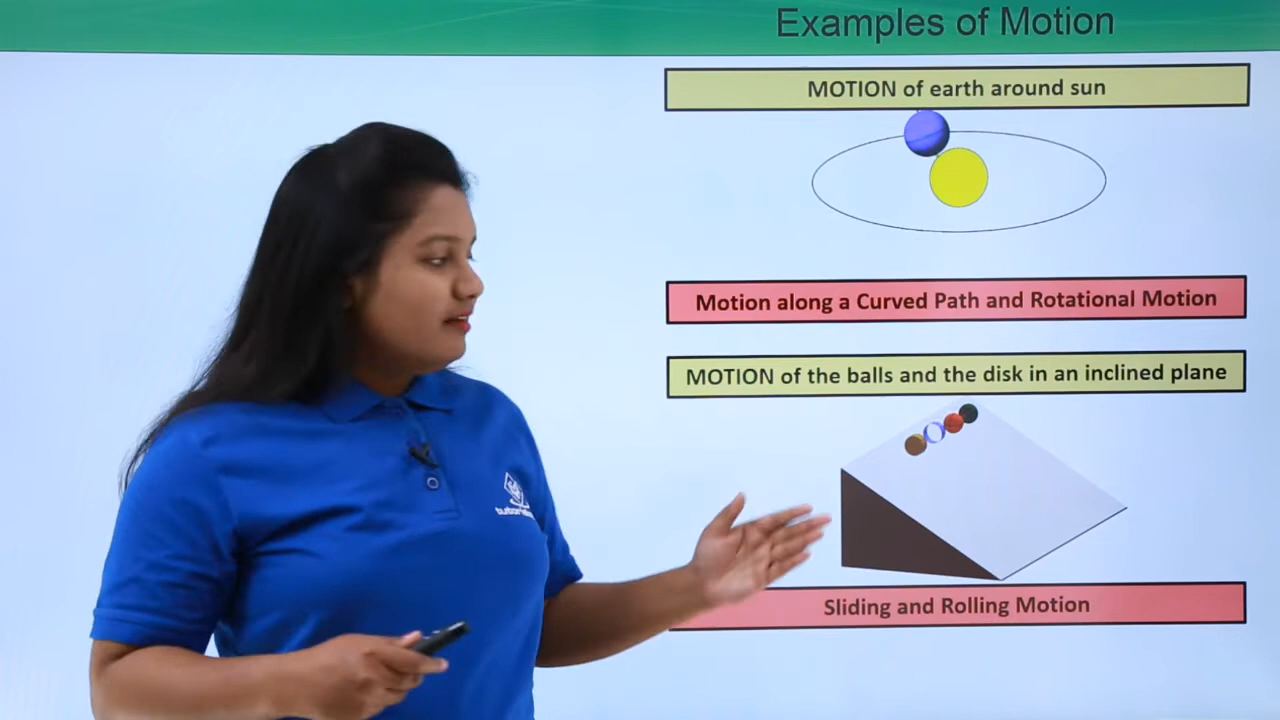 Examples of Motion
MOTION of earth around sun
Motion along a Curved Path and Rotational Motion
MOTION of the balls and the disk in an inclined plane
Sliding and Rolling Motion